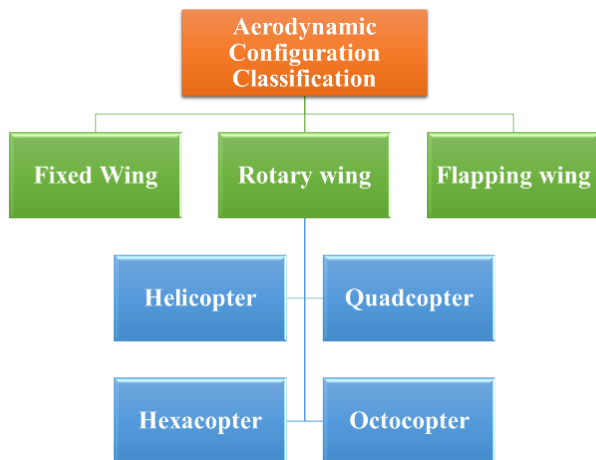 Aerodynamic
Configuration
Classification
Fixed Wing
Rotary wing
Flapping wing
Helicopter
Quadcopter
Hexacopter
Octocopter